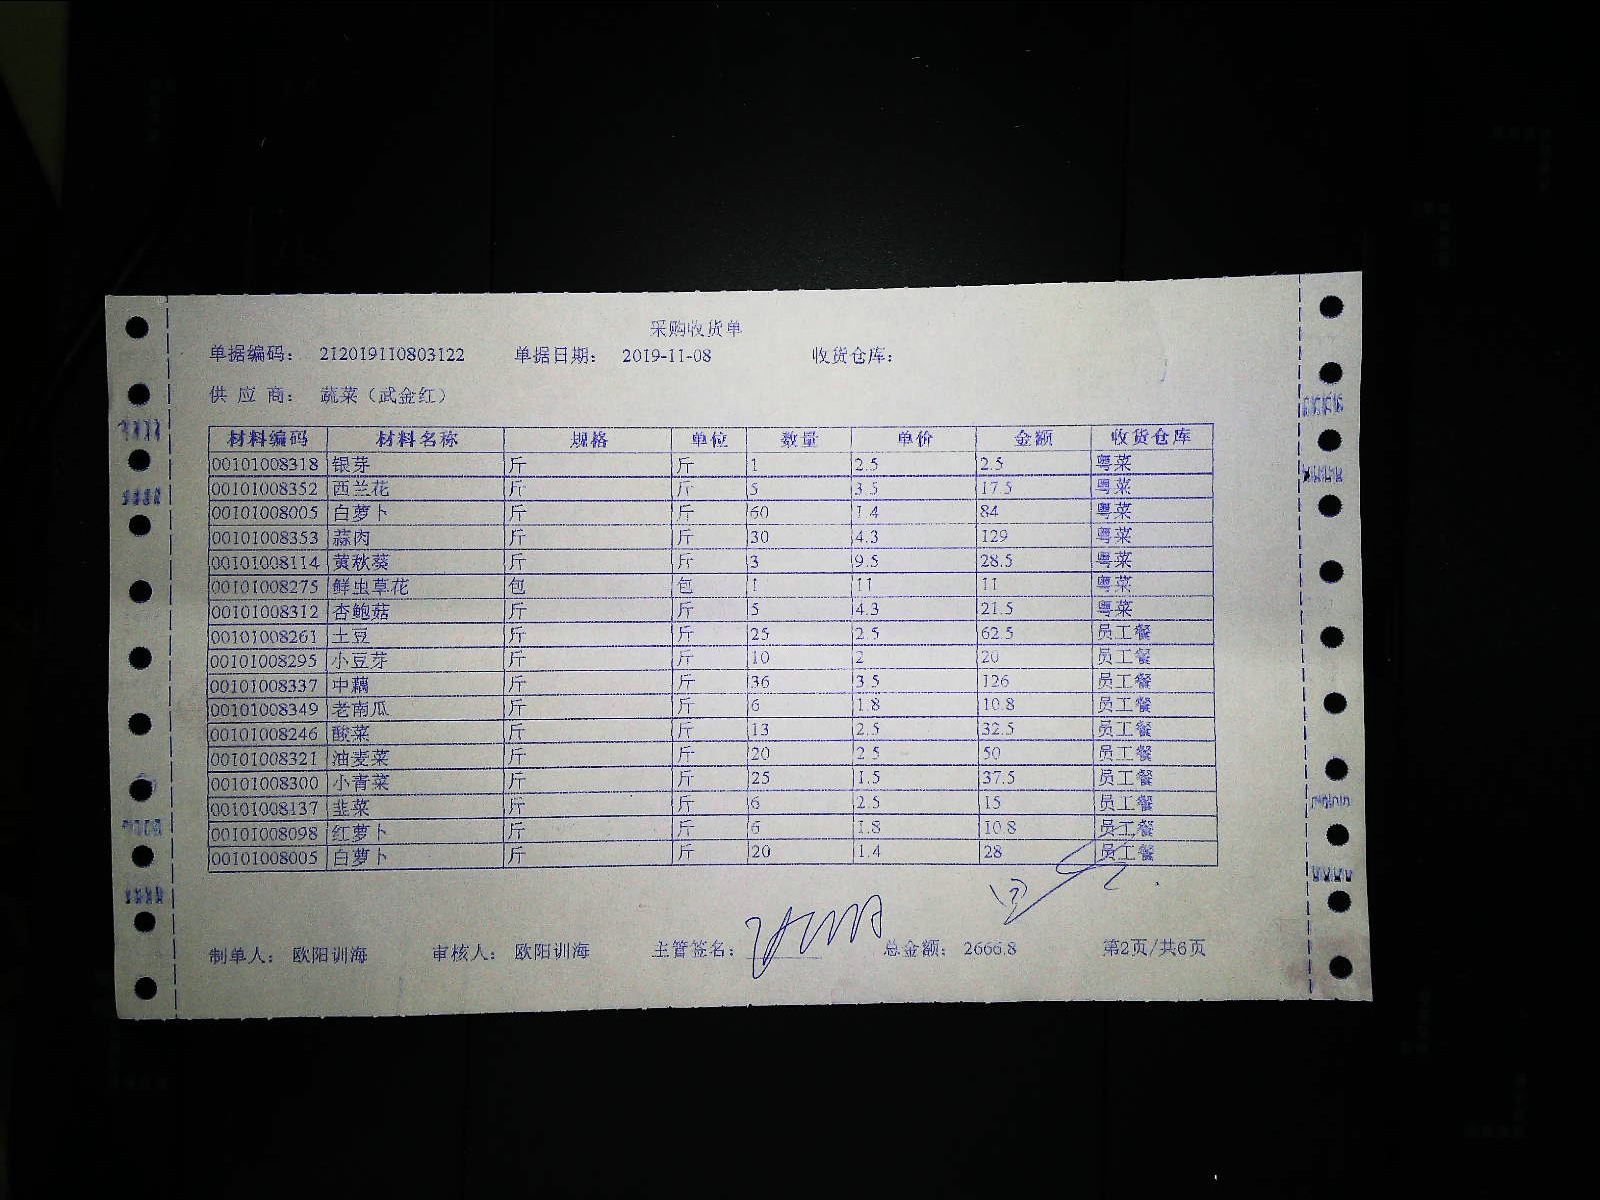 采购收货单
单据编码： 212019110803122 单据日期： 2019-11-08 收货仓库：
供 应 商： 蔬菜（武金红）
材料编码 材料名称 规格 单位 数量 单价 金额 收货仓库
00101008318 银芽 斤 斤 1 2.5 2.5 粤菜
00101008352 西兰花 斤 斤 5 3.5 17.5 粤菜
00101008005 白萝卜 斤 斤 60 1.4 84 粤菜
00101008353 蒜肉 斤 斤 30 4.3 129 粤菜
00101008114 黄秋葵 斤 斤 3 9.5 28.5 粤菜
00101008275 鲜虫草花 包 包 1 11 11 粤菜
00101008312 杏鲍菇 斤 斤 5 4.3 21.5 粤菜
00101008261 土豆 斤 斤 25 2.5 62.5 员工餐
00101008295 小豆芽 斤 斤 10 2 20 员工餐
00101008337 中藕 斤 斤 36 3.5 126 员工餐
00101008349 老南瓜 斤 斤 6 1.8 10.8 员工餐
00101008246 酸菜 斤 斤 13 2.5 32.5 员工餐
00101008321 油麦菜 斤 斤 20 2.5 50 员工餐
00101008300 小青菜 斤 斤 25 1.5 37.5 员工餐
00101008137 韭菜 斤 斤 6 2.5 15 员工餐
00101008098 红萝卜 斤 斤 6 1.8 10.8 员工餐
00101008005 白萝卜 斤 斤 20 1.4 28 员工餐
制单人： 欧阳训海 审核人： 欧阳训海 主管签名： 总金额： 2666.8 第2页/共6页